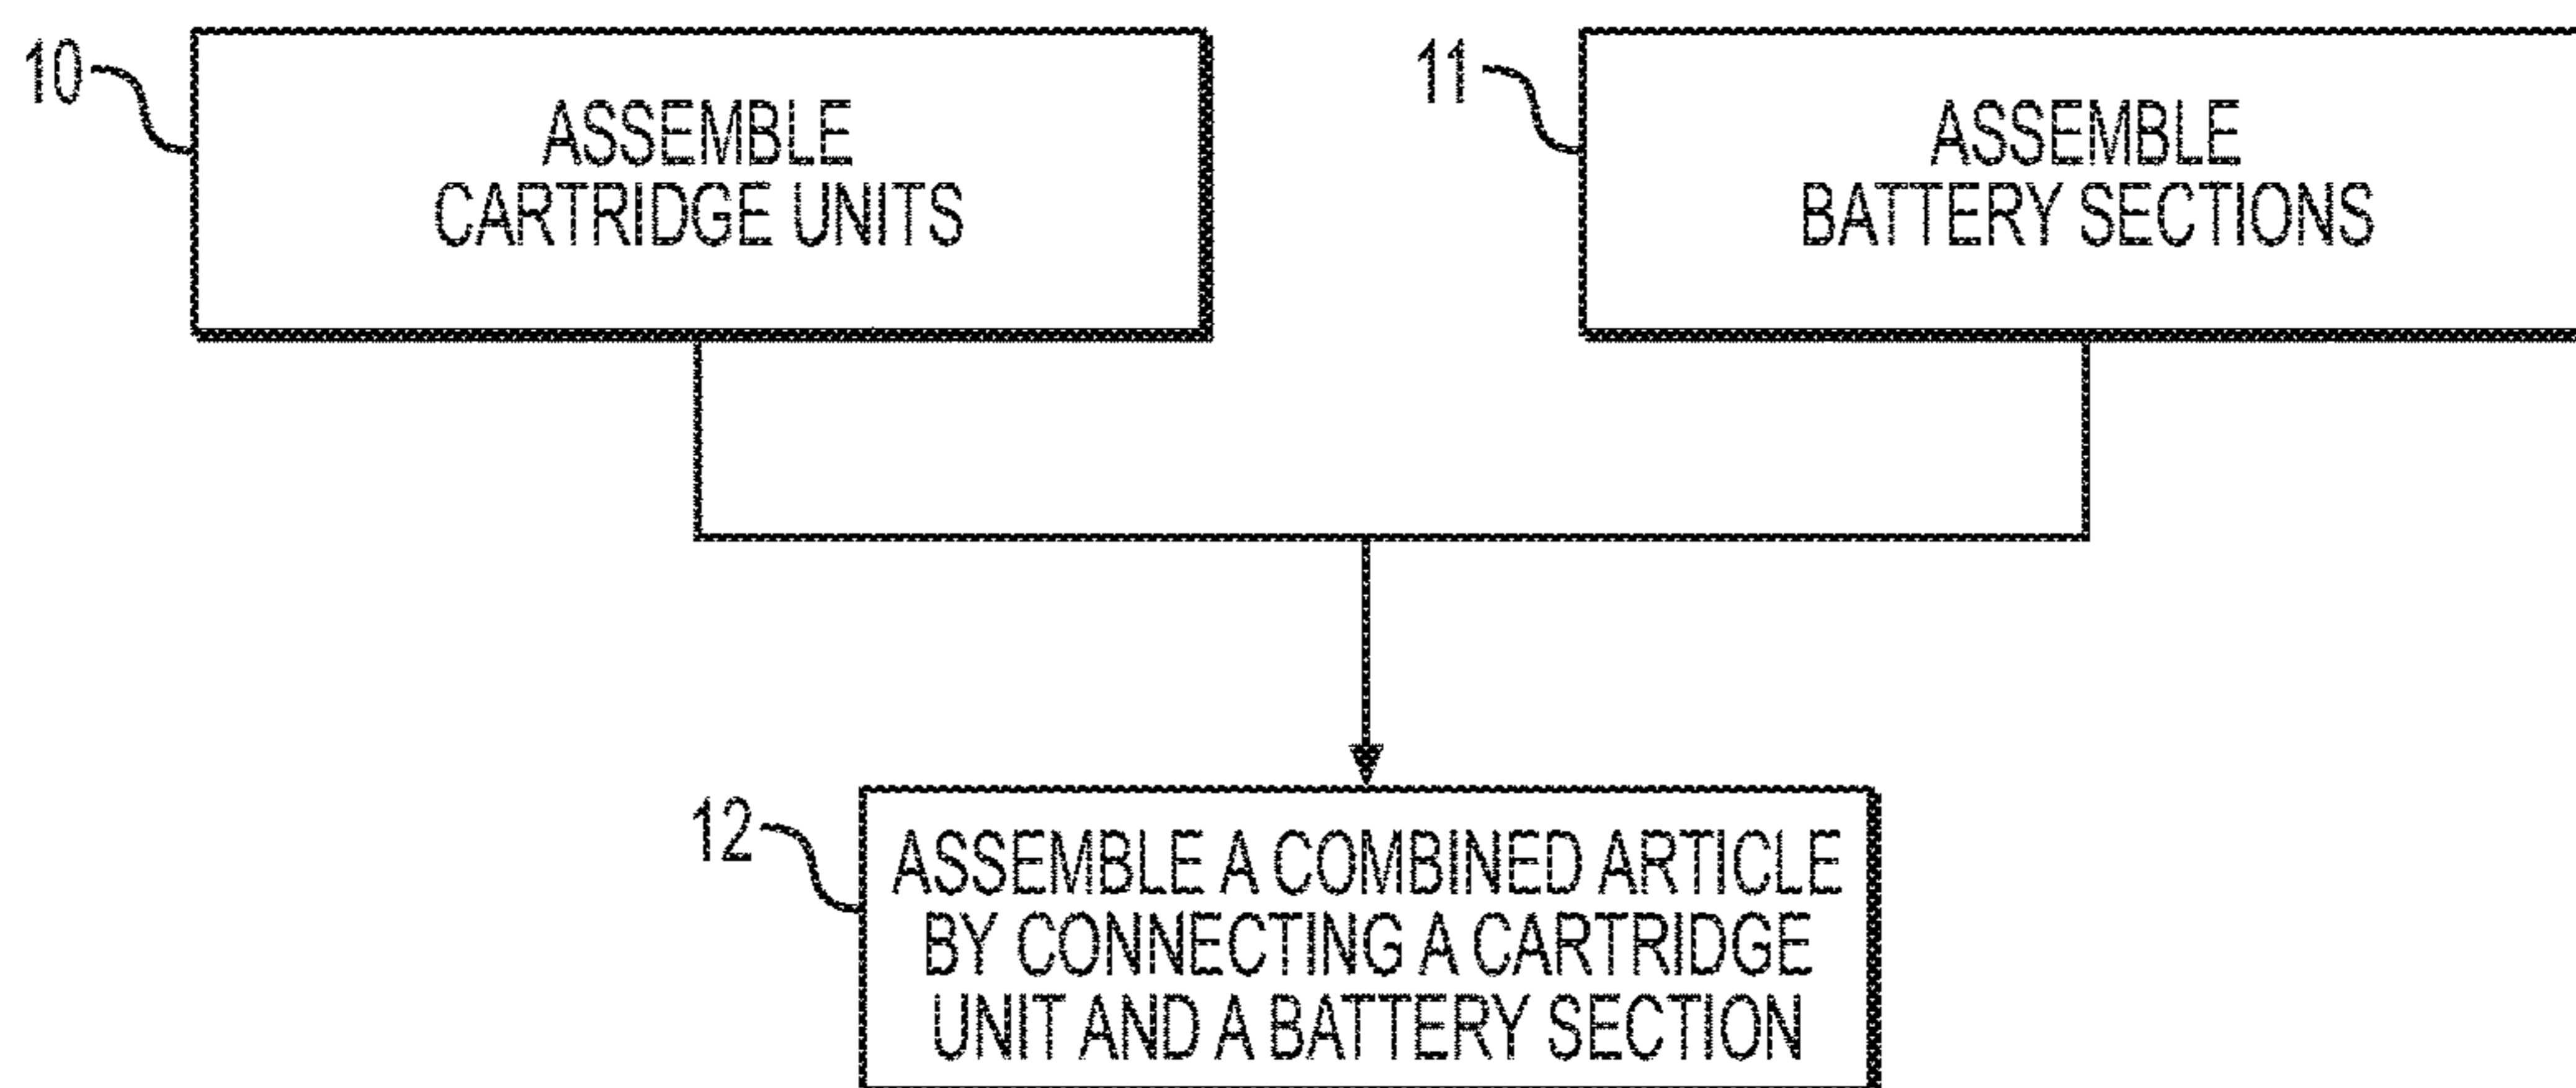 10
ASSEMBLE
CARTRIDGE UNITS
11
ASSEMBLE
BATTERY SECTIONS
12
ASSEMBLE A COMBINED ARTICLE
BY CONNECTING A CARTRIDGE
UNIT AND A BATTERY SECTION